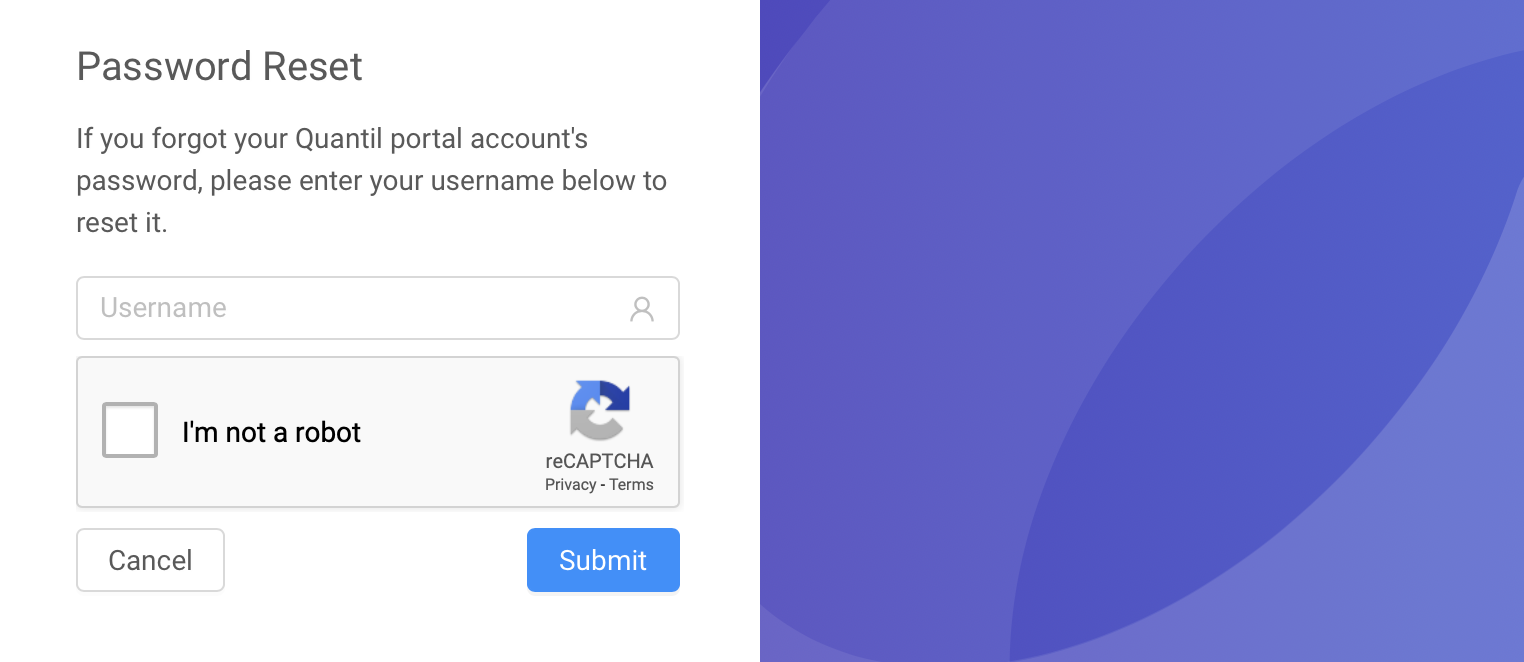 Password Reset
If you forgot your Quantil portal account's
password, please enter your username below to
reset it.
Username
I'm not a robot
reCAPTCHA
Privacy - Terms
Cancel
Submit